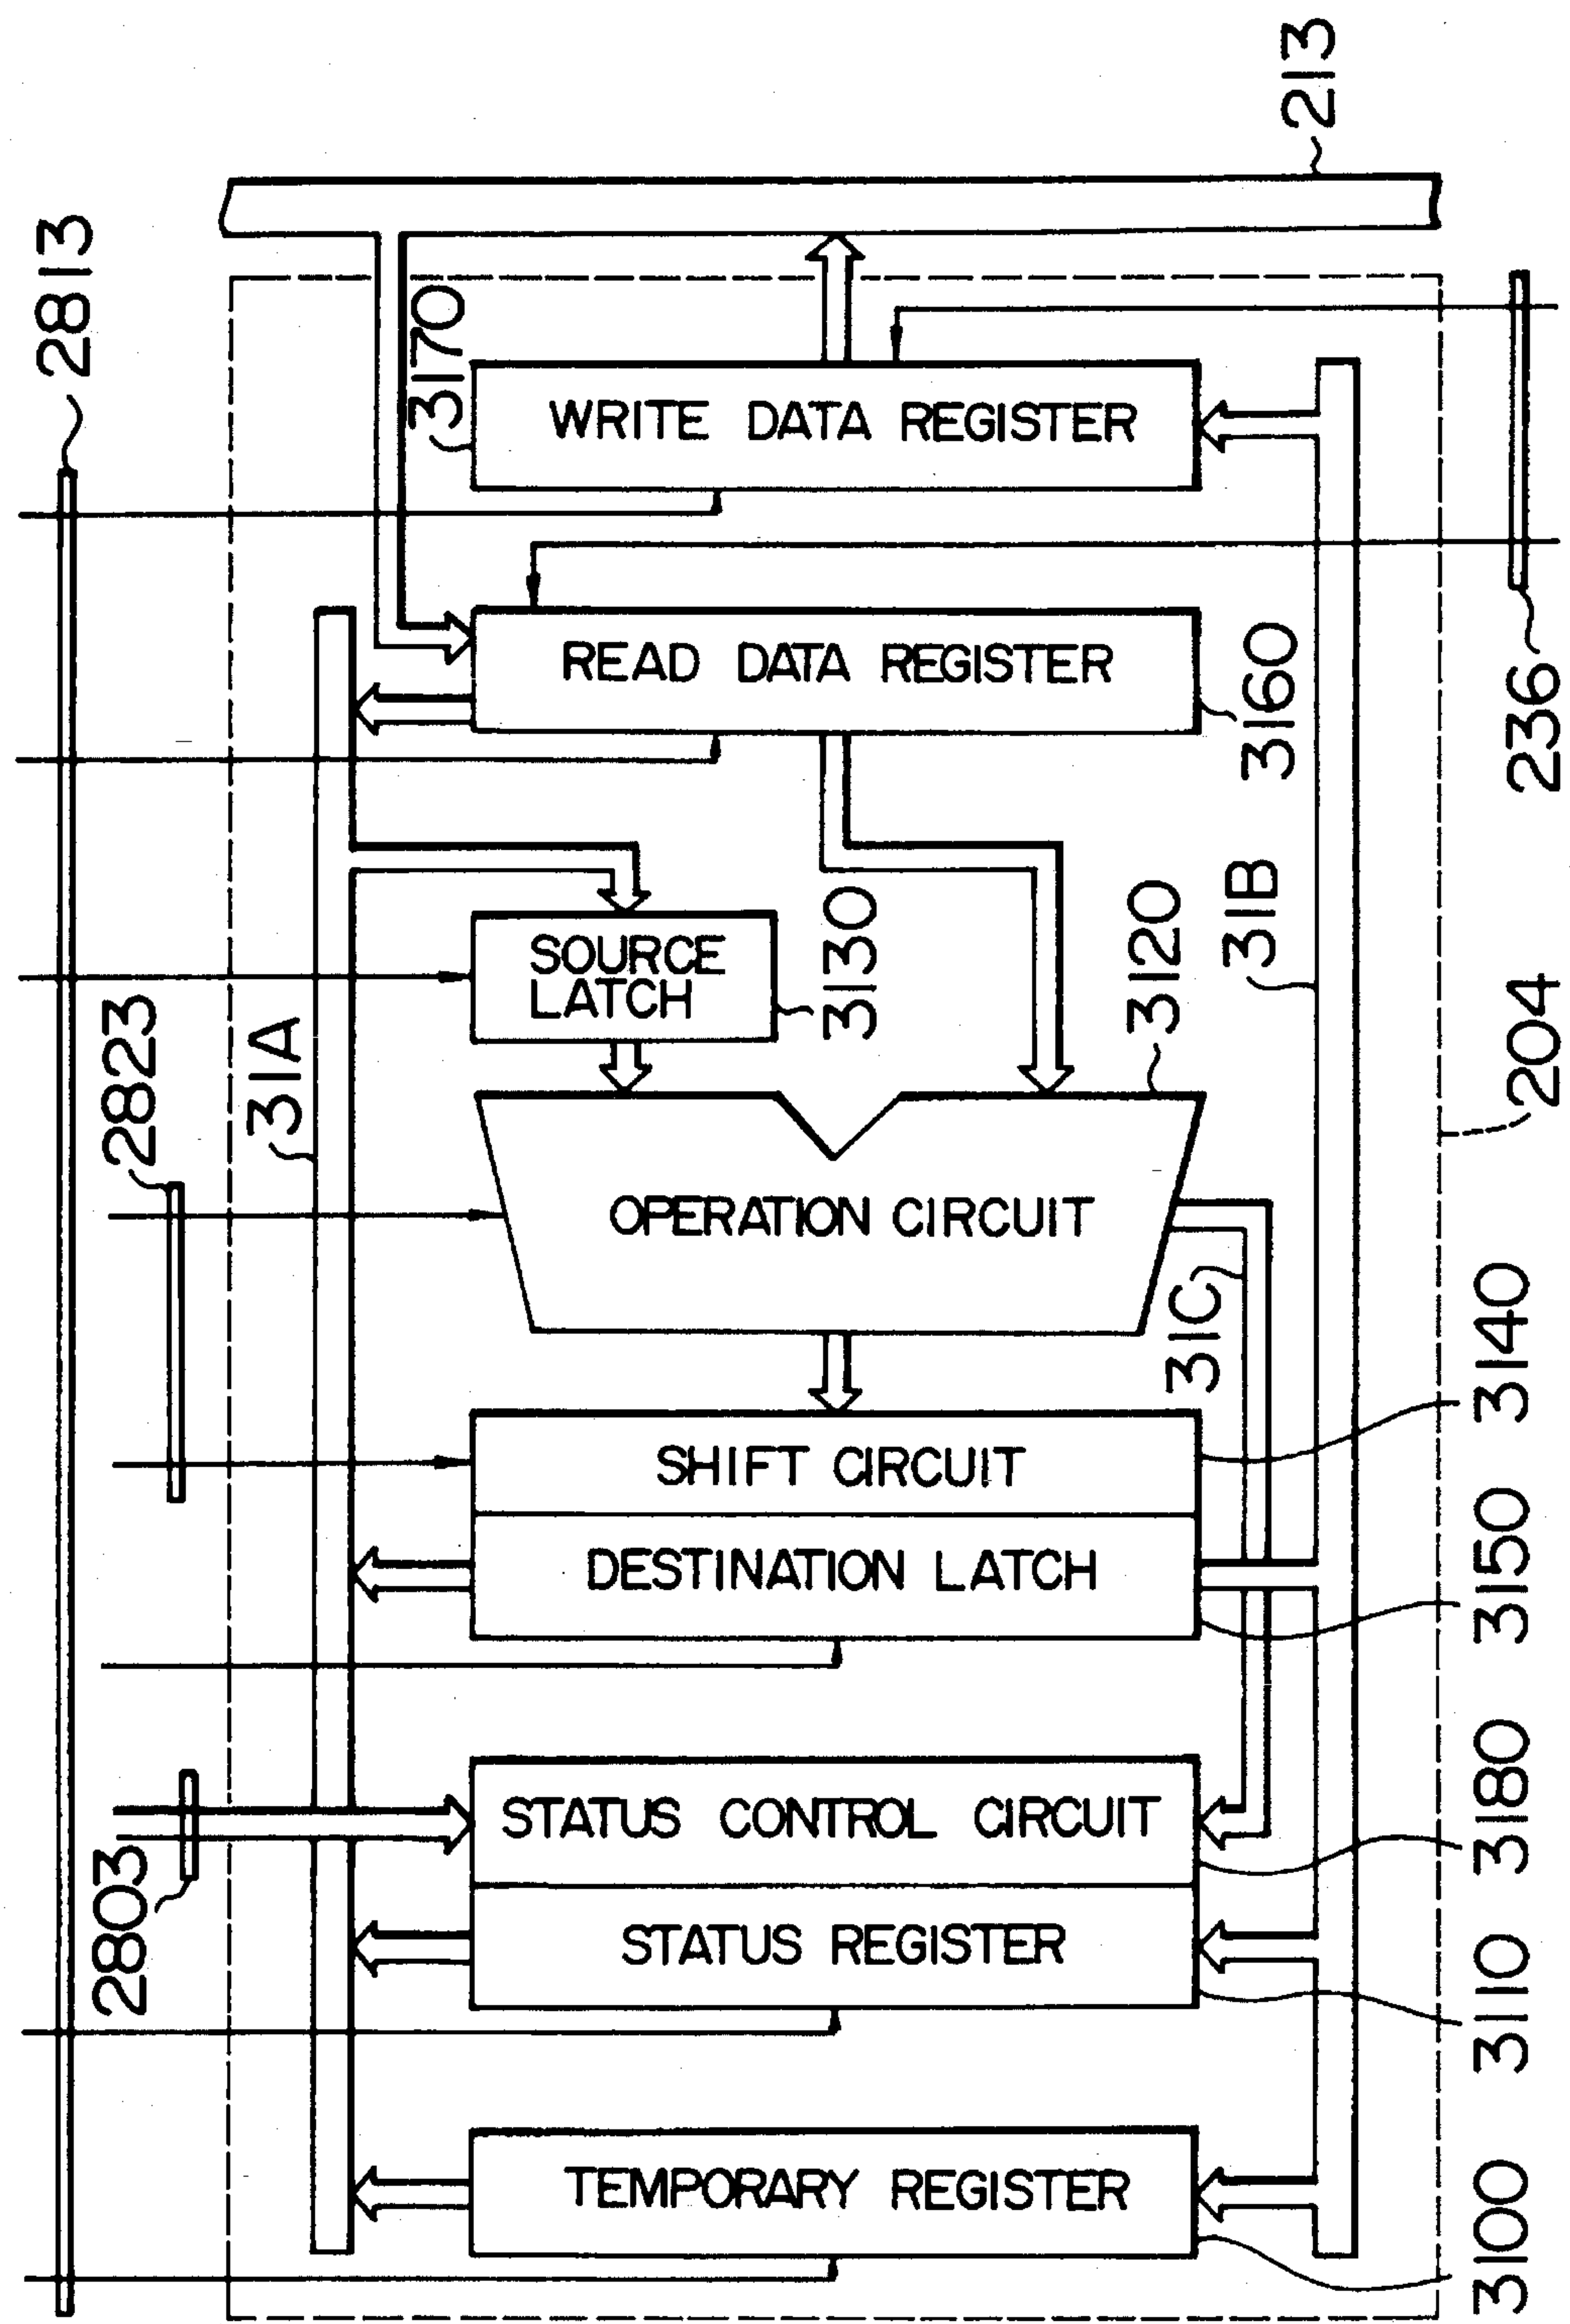 213
2813
3170
WRITE DATA REGISTER
READ DATA REGISTER
3160
236
SOURCE
LATCH
3130
3120
31B
204
2823
31A
OPERATION CIRCUIT
31C
3140
SHIFT CIRCUIT
DESTINATION LATCH
3150
2803
STATUS CONTROL CIRCUIT
3180
STATUS REGISTER
3110
TEMPORARY REGISTER
3100